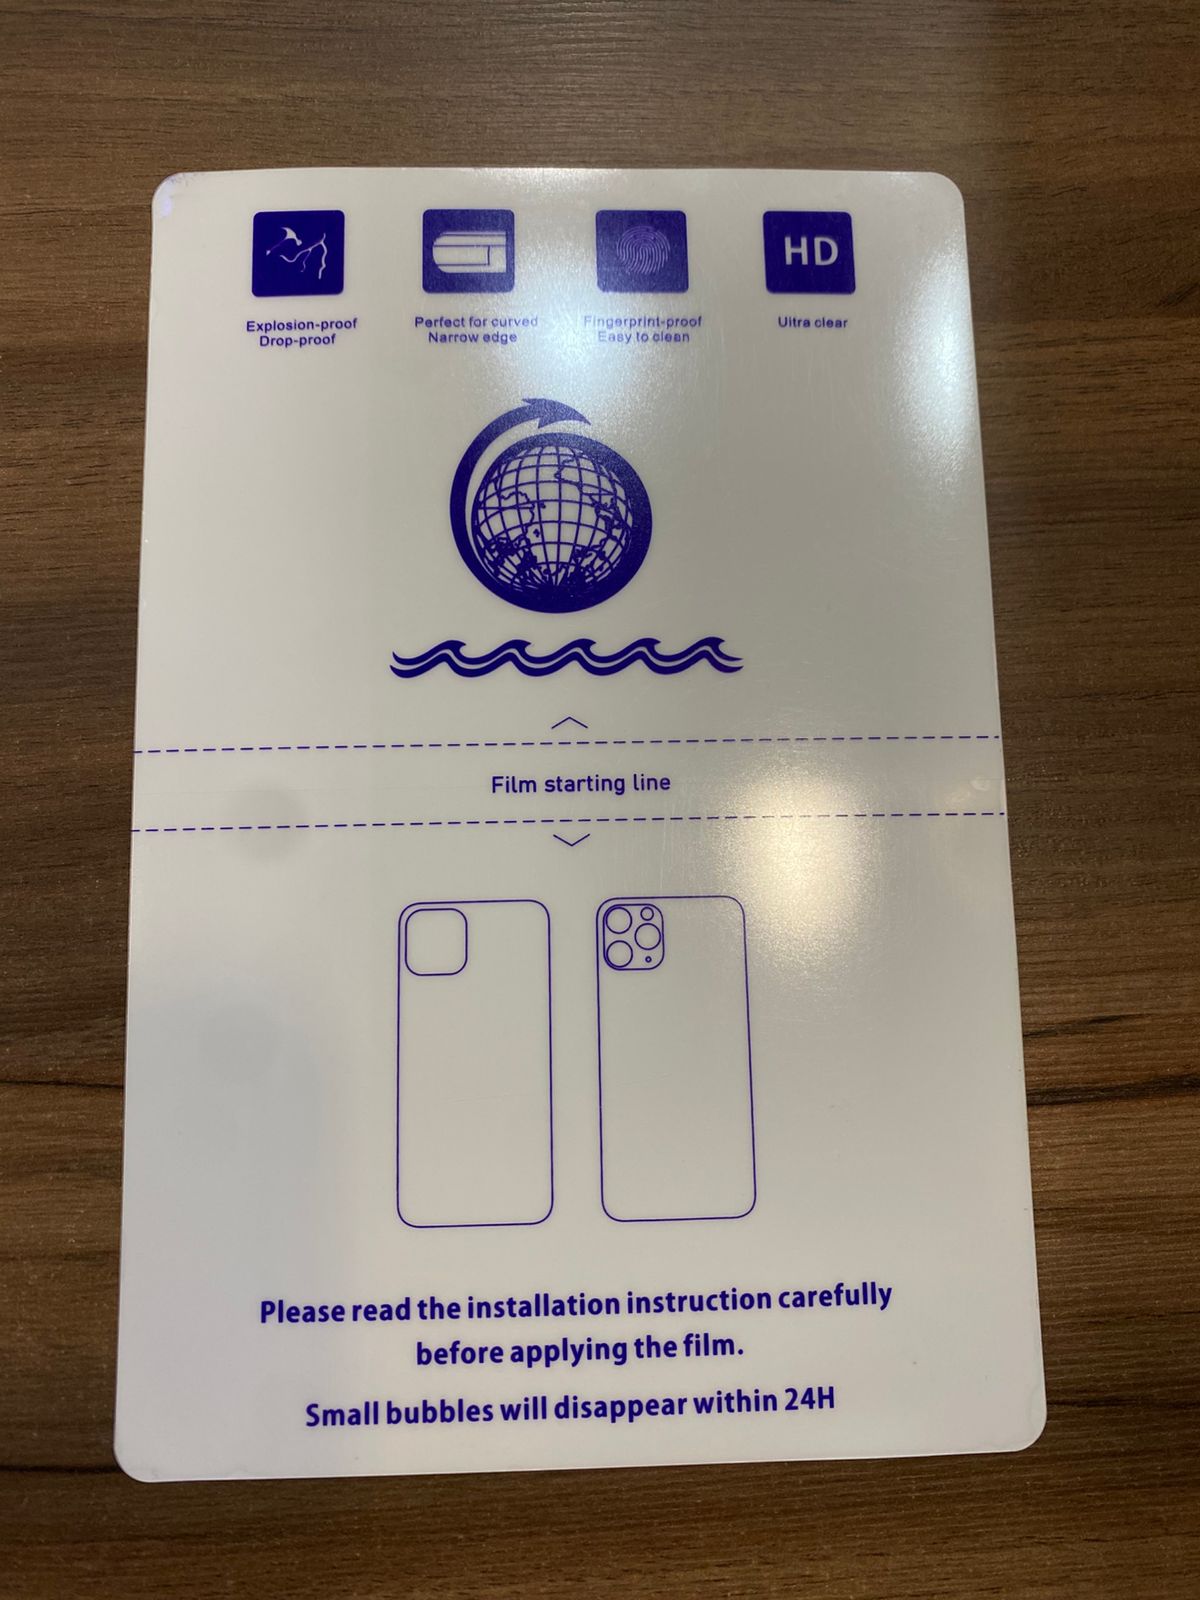 HD
Explosion-proof
Drop-proof
Perfect for curved
Narrow edge
Fingerprint-proof
Easy to clean
Uitra clear
Film starting line
Please read the installation instruction carefully
before applying the film.
Small bubbles will disappear within 24H